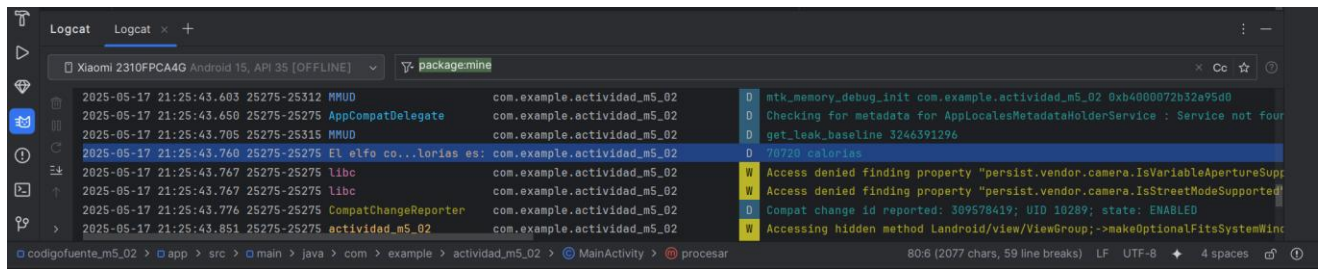 Logcat Logcat × +
Xiaomi 2310FPCA4G Android 15, API 35 [OFFLINE] package:mine × Cc
2025-05-17 21:25:43.603 25275-25312 MMUD com.example.actividad_m5_02 D mtk_memory_debug_init com.example.actividad_m5_02 0xb4000072b32a95d0
2025-05-17 21:25:43.650 25275-25275 AppCompatDelegate com.example.actividad_m5_02 D Checking for metadata for AppLocalesMetadataHolderService : Service not four
2025-05-17 21:25:43.705 25275-25315 MMUD com.example.actividad_m5_02 D get_leak_baseline 3246391296
2025-05-17 21:25:43.760 25275-25275 El elfo co...lorias es: com.example.actividad_m5_02 D 70720 calorias
2025-05-17 21:25:43.767 25275-25275 libc com.example.actividad_m5_02 W Access denied finding property "persist.vendor.camera.IsVariableApertureSupp
2025-05-17 21:25:43.767 25275-25275 libc com.example.actividad_m5_02 W Access denied finding property "persist.vendor.camera.IsStreetModeSupported"
2025-05-17 21:25:43.776 25275-25275 CompatChangeReporter com.example.actividad_m5_02 D Compat change id reported: 309578419; UID 10289; state: ENABLED
2025-05-17 21:25:43.851 25275-25275 actividad_m5_02 com.example.actividad_m5_02 W Accessing hidden method Landroid/view/ViewGroup;->makeOptionalFitsSystemWind
codigofuente_m5_02 > app > src > main > java > com > example > actividad_m5_02 > MainActivity > procesar 80:6 (2077 chars, 59 line breaks) LF UTF-8 4 spaces